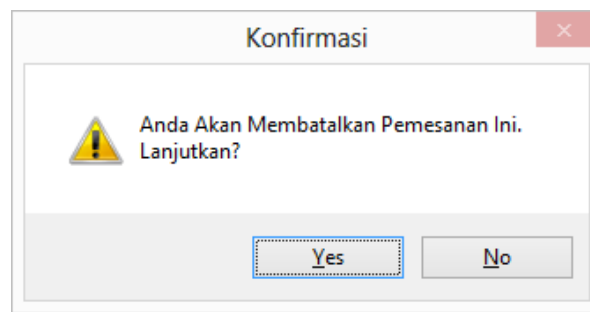 Konfirmasi
Anda Akan Membatalkan Pemesanan Ini.
Lanjutkan?
Yes
No